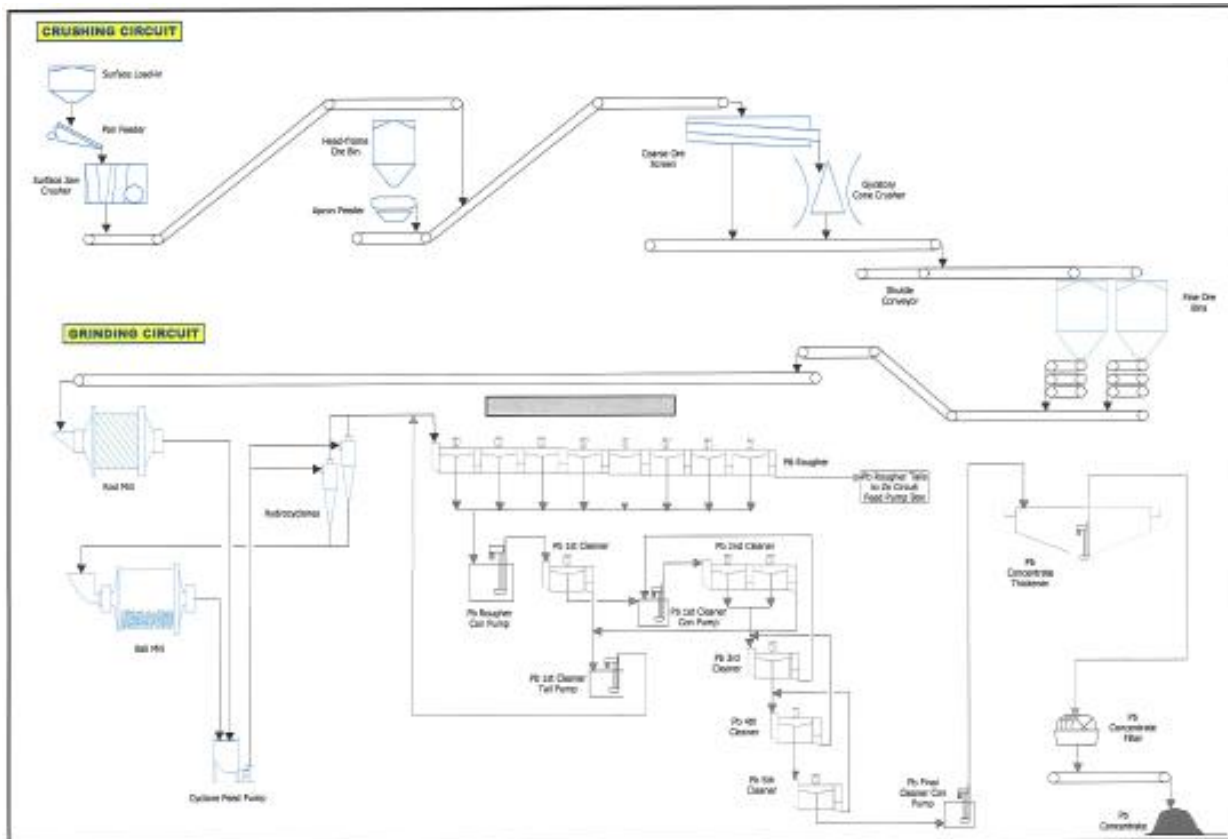 CRUSHING CIRCUIT
Surface Load-in
Pan Feeder
Surface Jaw
Crusher
Head-frame
Ore Bin
Apron Feeder
Coarse Ore
Screen
Gyratory
Cone Crusher
Shuttle
Conveyor
Fine Ore
Bins
GRINDING CIRCUIT
Rod Mill
Hydrocyclones
Ball Mill
Cyclone Feed Pump
Pb Rougher
Pb Rougher Tails
to Zn Circuit
Feed Pump Box
Pb Rougher
Con Pump
Pb 1st Cleaner
Pb 1st Cleaner
Con Pump
Pb 2nd Cleaner
Pb 1st Cleaner
Tail Pump
Pb 3rd
Cleaner
Pb 4th
Cleaner
Pb 5th
Cleaner
Pb Final
Cleaner Con
Pump
Pb
Concentrate
Thickener
Pb
Concentrate
Filter
Pb
Concentrate